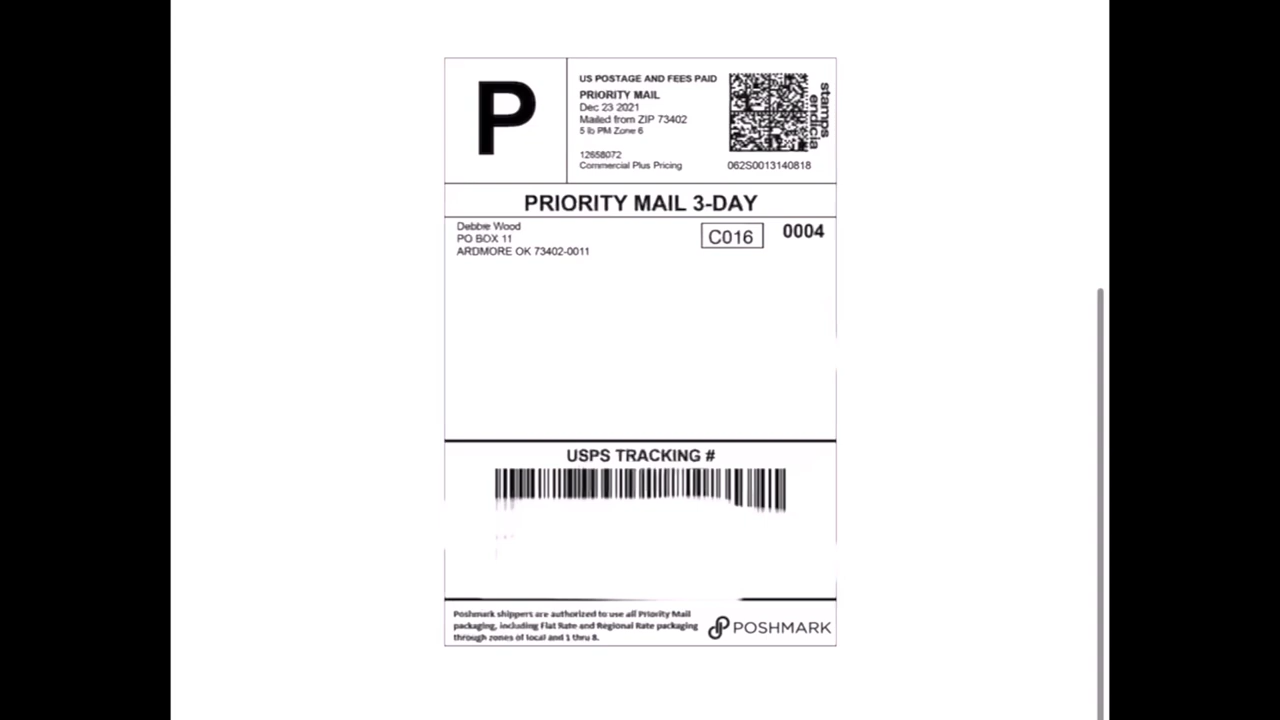 P
US POSTAGE AND FEES PAID
PRIORITY MAIL
Dec 23 2021
Mailed from ZIP 73402
5 lb PM Zone 6
12658072
Commercial Plus Pricing
062S0013140818
stamps
endicia
PRIORITY MAIL 3-DAY
Debbie Wood
PO BOX 11
ARDMORE OK 73402-0011
C016
0004
USPS TRACKING #
Poshmark shippers are authorized to use all Priority Mail
packaging, including Flat Rate and Regional Rate packaging
through zones of local and 1 thru 8.
POSHMARK